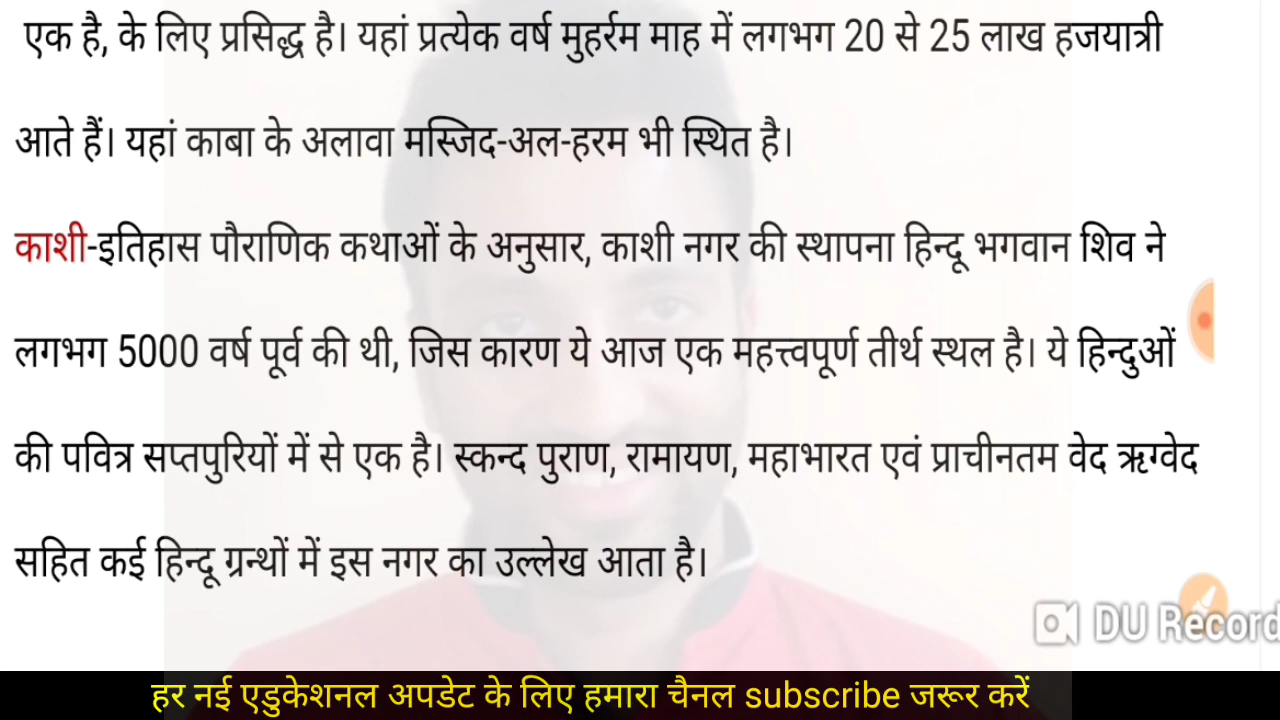 एक है, के लिए प्रसिद्ध है। यहां प्रत्येक वर्ष मुहर्रम माह में लगभग 20 से 25 लाख हजयात्री
आते हैं। यहां काबा के अलावा मस्जिद-अल-हरम भी स्थित है।
काशी-इतिहास पौराणिक कथाओं के अनुसार, काशी नगर की स्थापना हिन्दू भगवान शिव ने
लगभग 5000 वर्ष पूर्व की थी, जिस कारण ये आज एक महत्त्वपूर्ण तीर्थ स्थल है। ये हिन्दुओं
की पवित्र सप्तपुरियों में से एक है। स्कन्द पुराण, रामायण, महाभारत एवं प्राचीनतम वेद ऋग्वेद
सहित कई हिन्दू ग्रन्थों में इस नगर का उल्लेख आता है।
DU Record
हर नई एडुकेशनल अपडेट के लिए हमारा चैनल subscribe जरूर करें